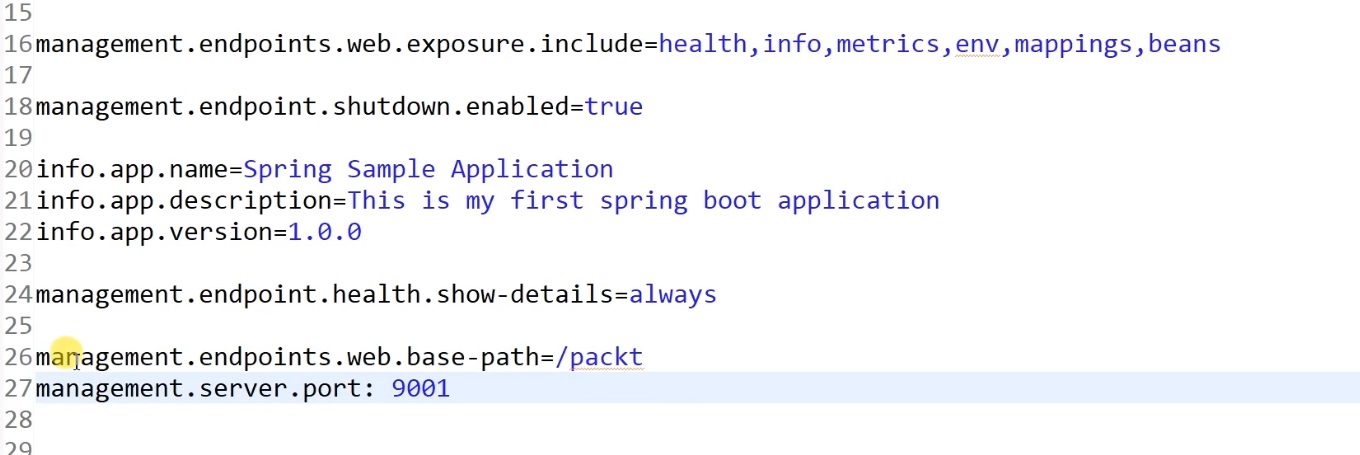 15
16 management.endpoints.web.exposure.include=health,info,metrics,env,mappings,beans
17
18 management.endpoint.shutdown.enabled=true
19
20 info.app.name=Spring Sample Application
21 info.app.description=This is my first spring boot application
22 info.app.version=1.0.0
23
24 management.endpoint.health.show-details=always
25
26 management.endpoints.web.base-path=/packt
27 management.server.port: 9001
28
29